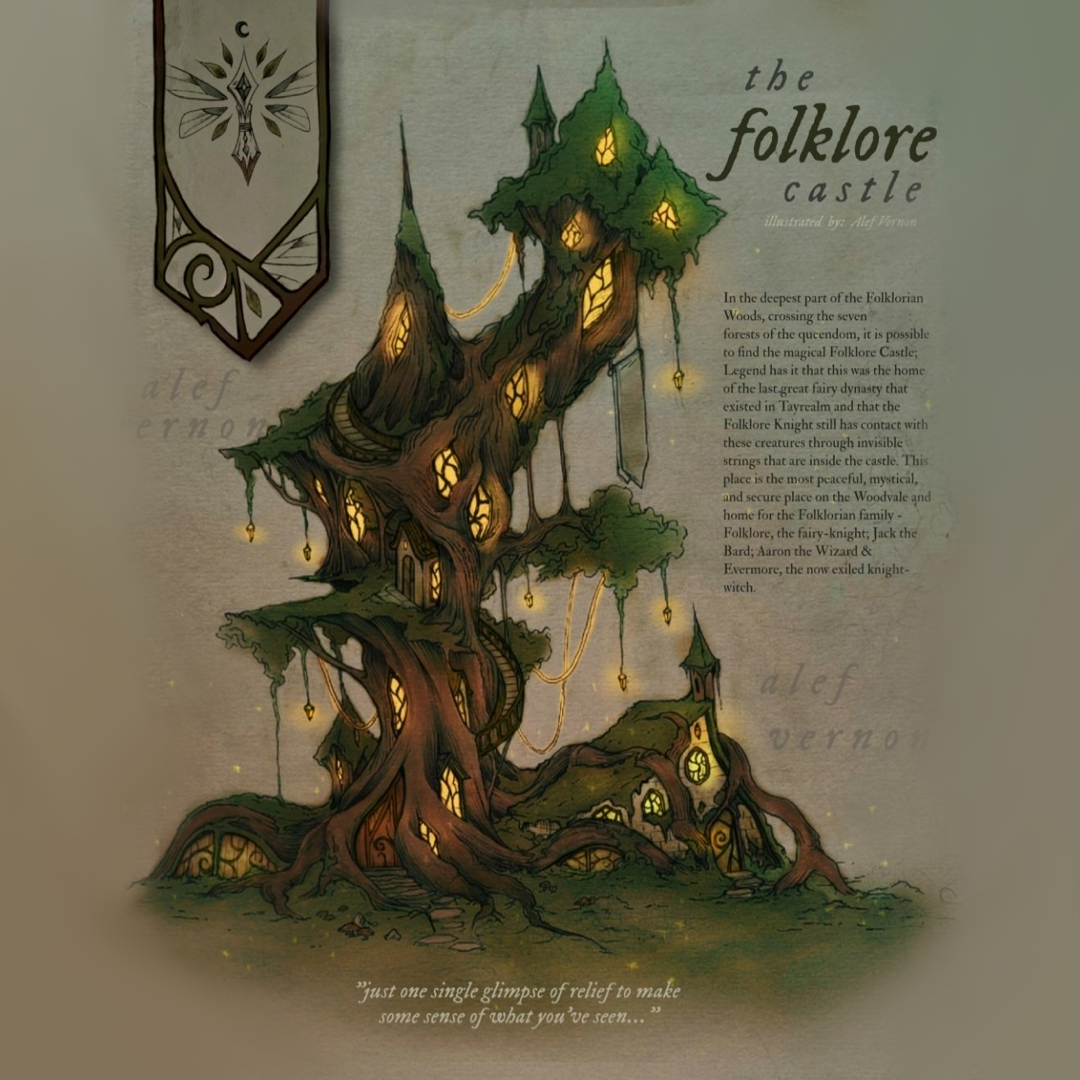 the
folklore
castle
illustrated by: Alef Vernon
In the deepest part of the Folklorian
Woods, crossing the seven
forests of the queendom, it is possible
to find the magical Folklore Castle;
Legend has it that this was the home
of the last great fairy dynasty that
existed in Tayrealm and that the
Folklore Knight still has contact with
these creatures through invisible
strings that are inside the castle. This
place is the most peaceful, mystical,
and secure place on the Woodvale and
home for the Folklorian family -
Folklore, the fairy-knight; Jack the
Bard; Aaron the Wizard &
Evermore, the now exiled knight-
witch.
alef
ernon
alef
vernon
"just one single glimpse of relief to make
some sense of what you've seen..."